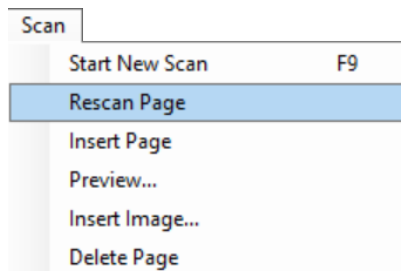 Scan
Start New Scan F9
Rescan Page
Insert Page
Preview...
Insert Image...
Delete Page